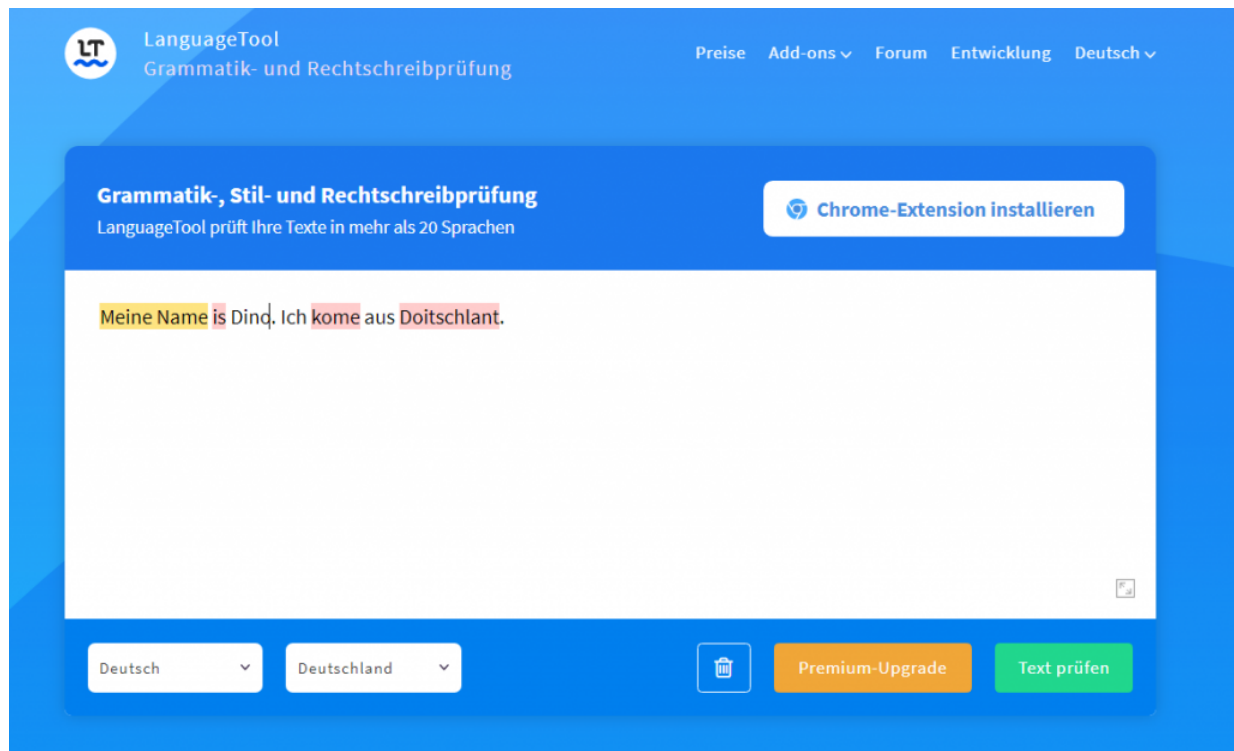 LT
LanguageTool
Grammatik- und Rechtschreibprüfung
Preise Add-ons Forum Entwicklung Deutsch
Grammatik-, Stil- und Rechtschreibprüfung
LanguageTool prüft Ihre Texte in mehr als 20 Sprachen
Chrome-Extension installieren
Meine Name is Dino. Ich kome aus Doitschlant.
Deutsch
Deutschland
Premium-Upgrade
Text prüfen